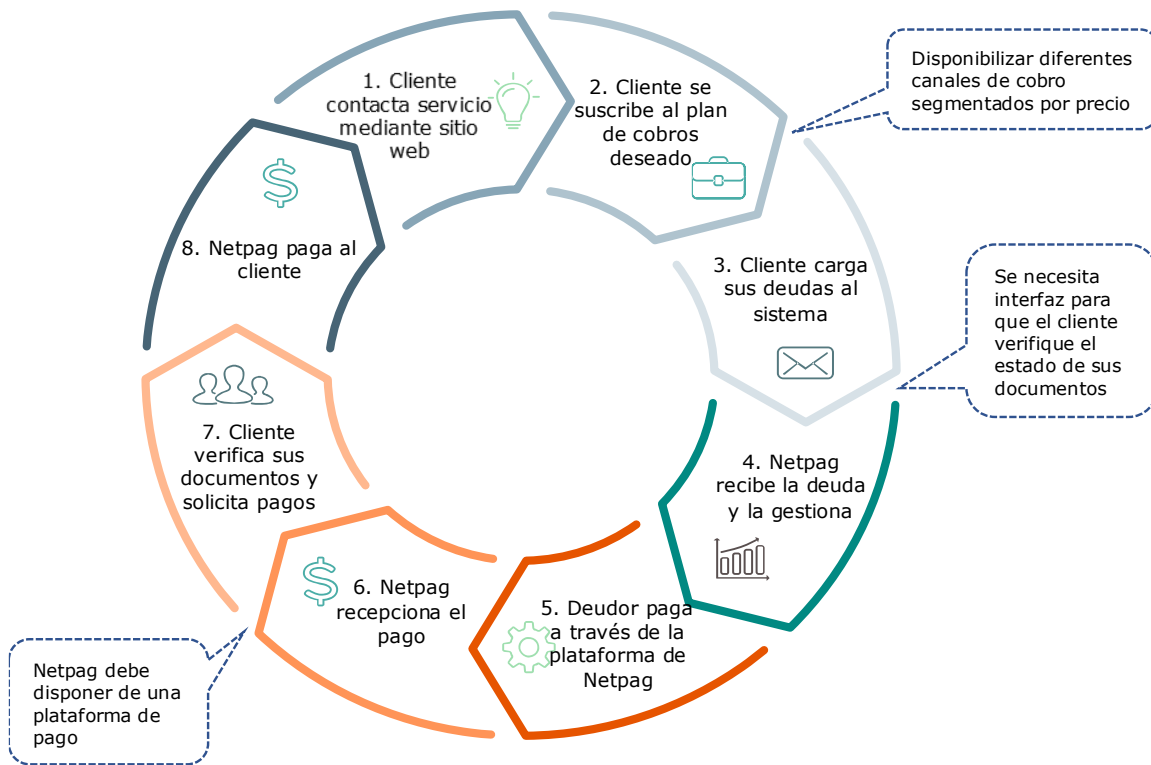 1. Cliente
contacta servicio
mediante sitio
web
2. Cliente se
suscribe al plan
de cobros
deseado
Disponibilizar diferentes
canales de cobro
segmentados por precio
3. Cliente carga
sus deudas al
sistema
Se necesita
interfaz para
que el cliente
verifique el
estado de sus
documentos
4. Netpag
recibe la deuda
y la gestiona
5. Deudor paga
a través de la
plataforma de
Netpag
6. Netpag
recepciona el
pago
Netpag debe
disponer de una
plataforma de
pago
7. Cliente
verifica sus
documentos y
solicita pagos
8. Netpag paga al
cliente